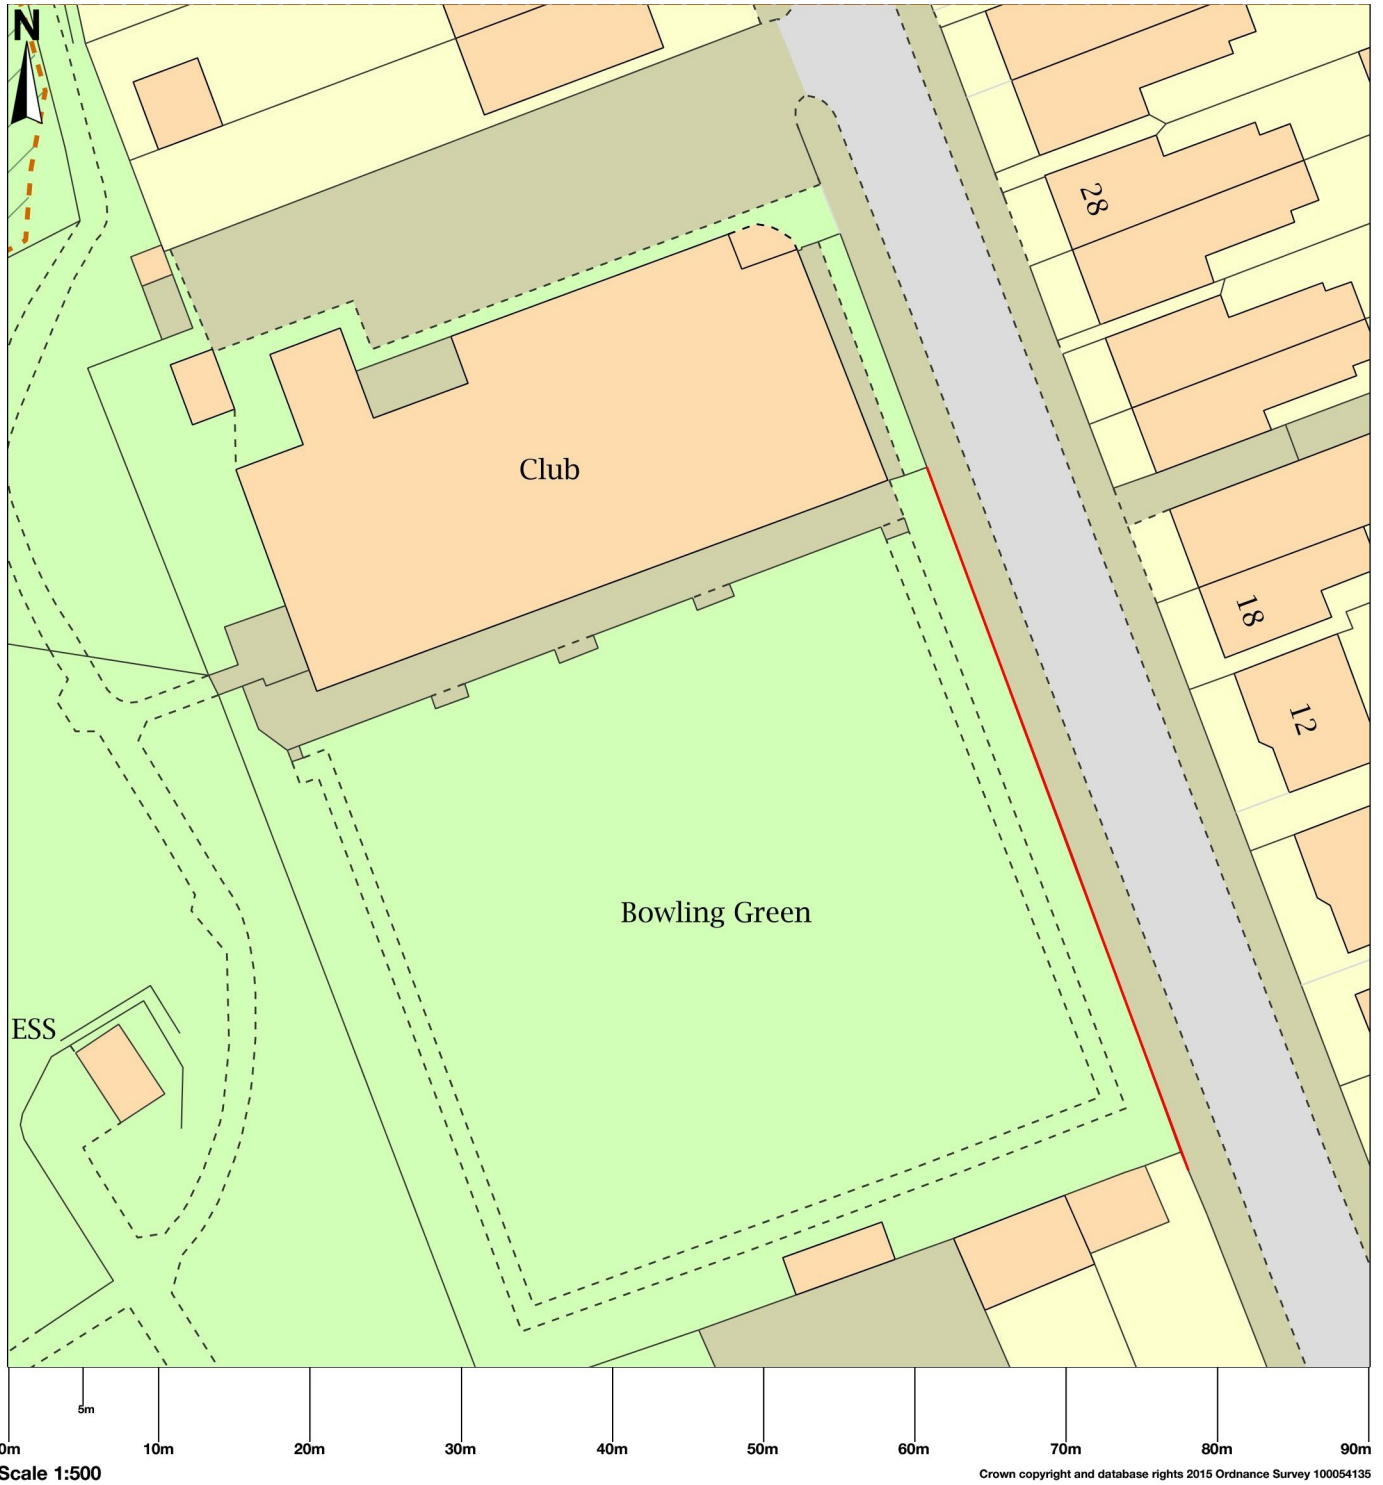 N
28
Club
18
12
Bowling Green
ESS
5m
0m 10m 20m 30m 40m 50m 60m 70m 80m 90m
Scale 1:500
Crown copyright and database rights 2015 Ordnance Survey 100054135